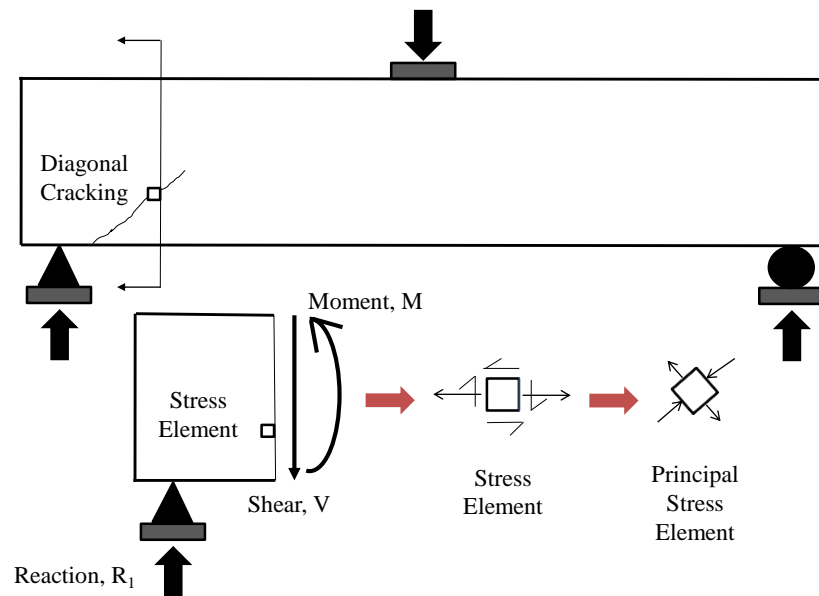 Diagonal
Cracking
Moment, M
Stress
Element
Shear, V
Stress
Element
Principal
Stress
Element
Reaction, R₁